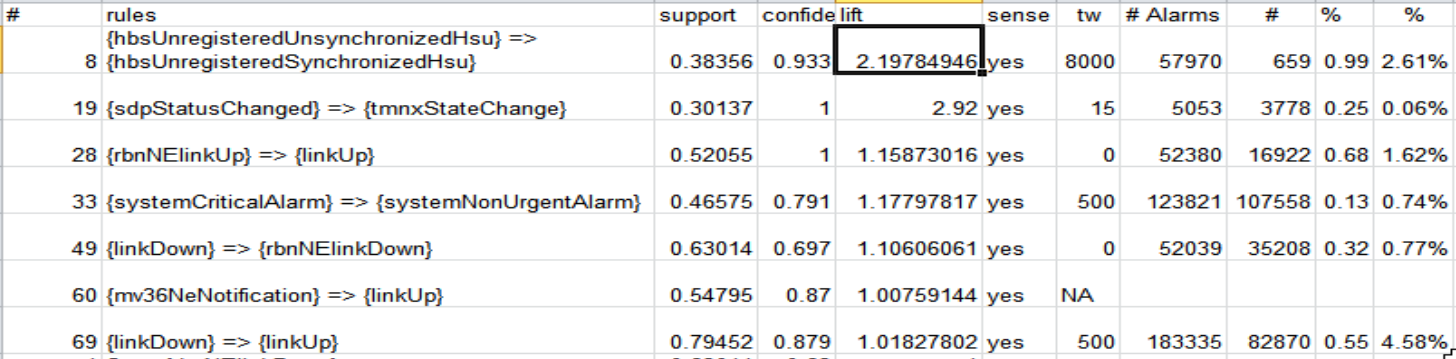 # rules support confide lift sense tw # Alarms # % %
{hbsUnregisteredUnsynchronizedHsu} =>
8 {hbsUnregisteredSynchronizedHsu} 0.38356 0.933 2.19784946 yes 8000 57970 659 0.99 2.61%
19 {sdpStatusChanged} => {tmnxStateChange} 0.30137 1 2.92 yes 15 5053 3778 0.25 0.06%
28 {rbnNElinkUp} => {linkUp} 0.52055 1 1.15873016 yes 0 52380 16922 0.68 1.62%
33 {systemCriticalAlarm} => {systemNonUrgentAlarm} 0.46575 0.791 1.17797817 yes 500 123821 107558 0.13 0.74%
49 {linkDown} => {rbnNElinkDown} 0.63014 0.697 1.10606061 yes 0 52039 35208 0.32 0.77%
60 {mv36NeNotification} => {linkUp} 0.54795 0.87 1.00759144 yes NA
69 {linkDown} => {linkUp} 0.79452 0.879 1.01827802 yes 500 183335 82870 0.55 4.58%